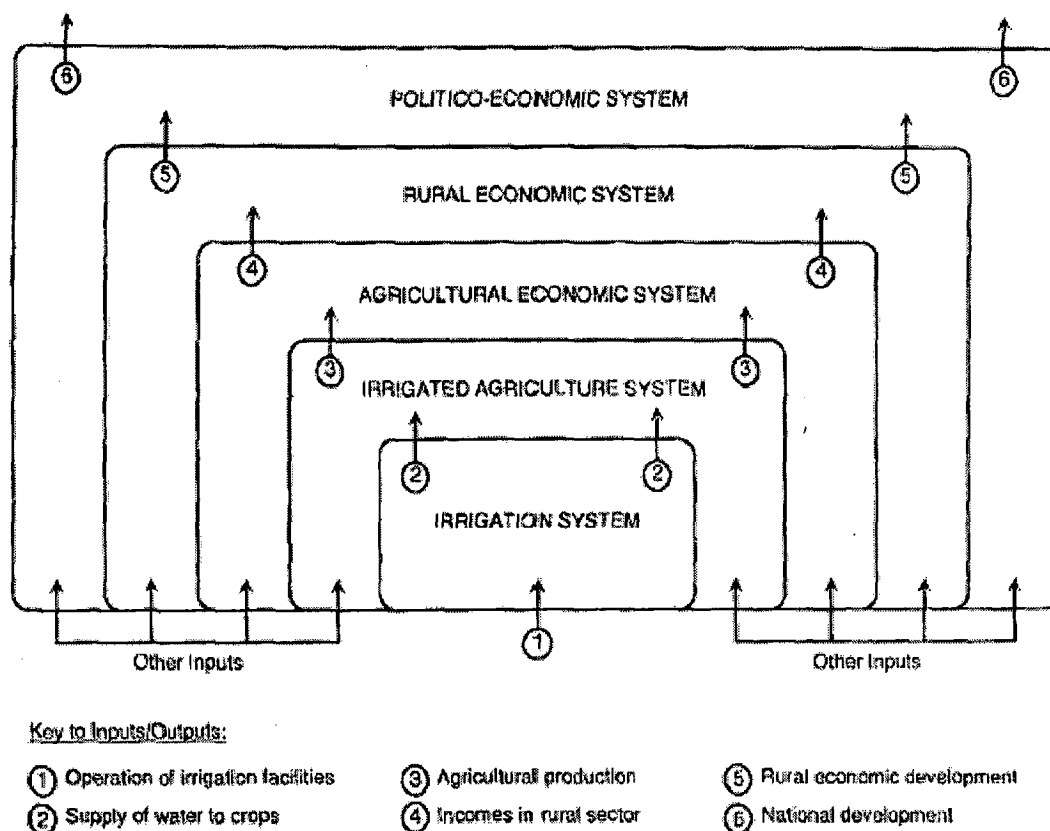 6 6
POLITICO-ECONOMIC SYSTEM
5 5
RURAL ECONOMIC SYSTEM
4 4
AGRICULTURAL ECONOMIC SYSTEM
3 3
IRRIGATED AGRICULTURE SYSTEM
2 2
IRRIGATION SYSTEM
1
Other Inputs Other Inputs
Key to Inputs/Outputs:
1 Operation of irrigation facilities 3 Agricultural production 5 Rural economic development
2 Supply of water to crops 4 Incomes in rural sector 6 National development